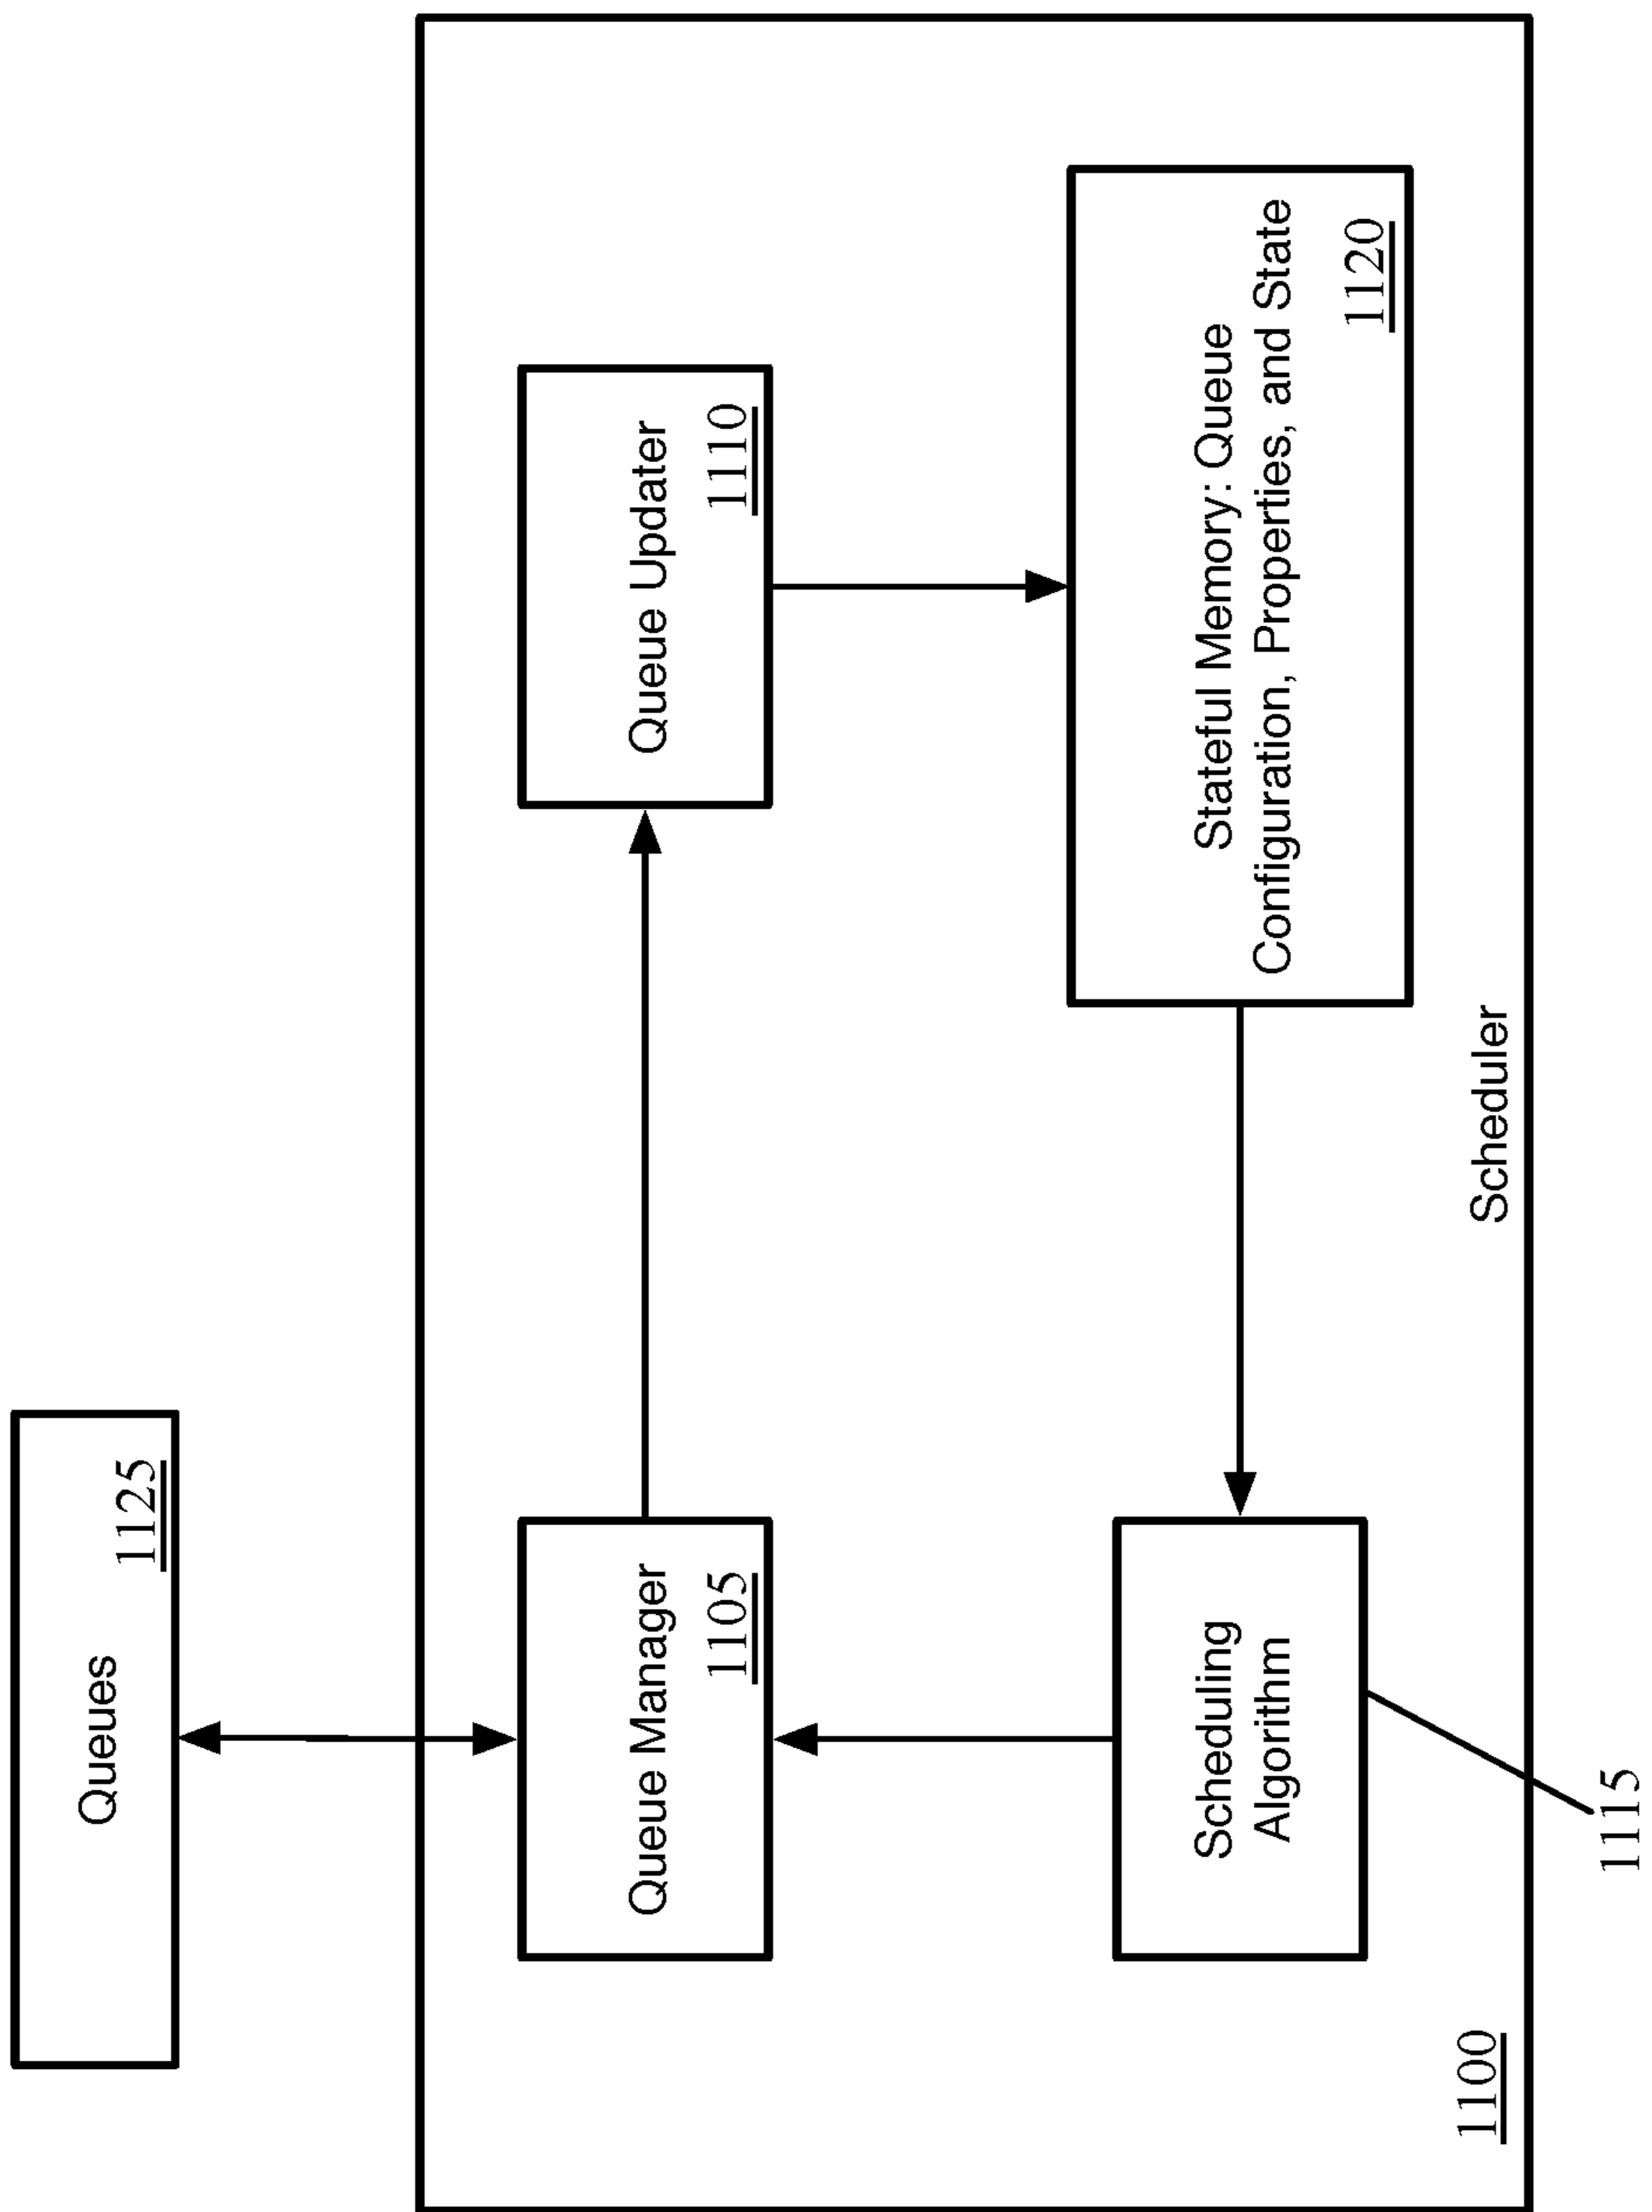 Queues
1125
Queue Manager
1105
Queue Updater
1110
Scheduling
Algorithm
1115
Stateful Memory: Queue
Configuration, Properties, and State
1120
Scheduler
1100